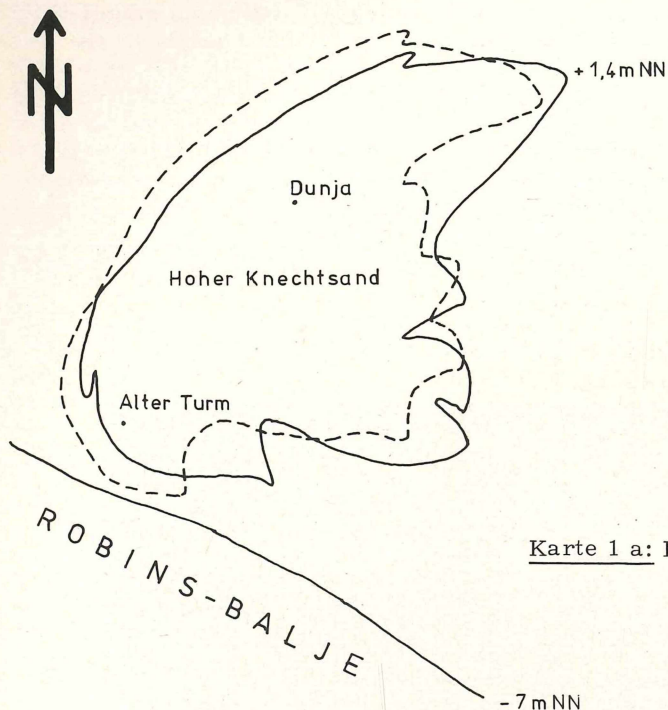 N
+ 1,4 m NN
Dunja
Hoher Knechtsand
Alter Turm
ROBINS-BALJE
Karte 1 a:
- 7 m NN